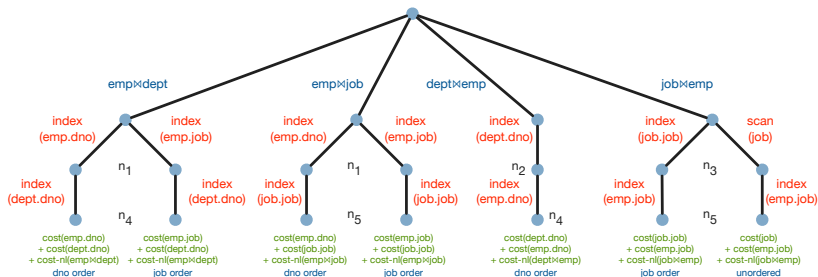 emp⋈dept
emp⋈job
dept⋈emp
job⋈emp
index
(emp.dno)
index
(emp.job)
index
(emp.dno)
index
(emp.job)
index
(dept.dno)
index
(job.job)
scan
(job)
n1
n1
n2
n3
index
(dept.dno)
index
(dept.dno)
index
(job.job)
index
(job.job)
index
(emp.dno)
index
(emp.job)
index
(emp.job)
n4
n5
n4
n5
cost(emp.dno)
+ cost(dept.dno)
+ cost-nl(emp⋈dept)
dno order
cost(emp.job)
+ cost(dept.dno)
+ cost-nl(emp⋈dept)
job order
cost(emp.dno)
+ cost(job.job)
+ cost-nl(emp⋈job)
dno order
cost(emp.job)
+ cost(job.job)
+ cost-nl(emp⋈job)
job order
cost(dept.dno)
+ cost(emp.dno)
+ cost-nl(dept⋈emp)
dno order
cost(job.job)
+ cost(emp.job)
+ cost-nl(job⋈emp)
job order
cost(job)
+ cost(emp.job)
+ cost-nl(job⋈emp)
unordered